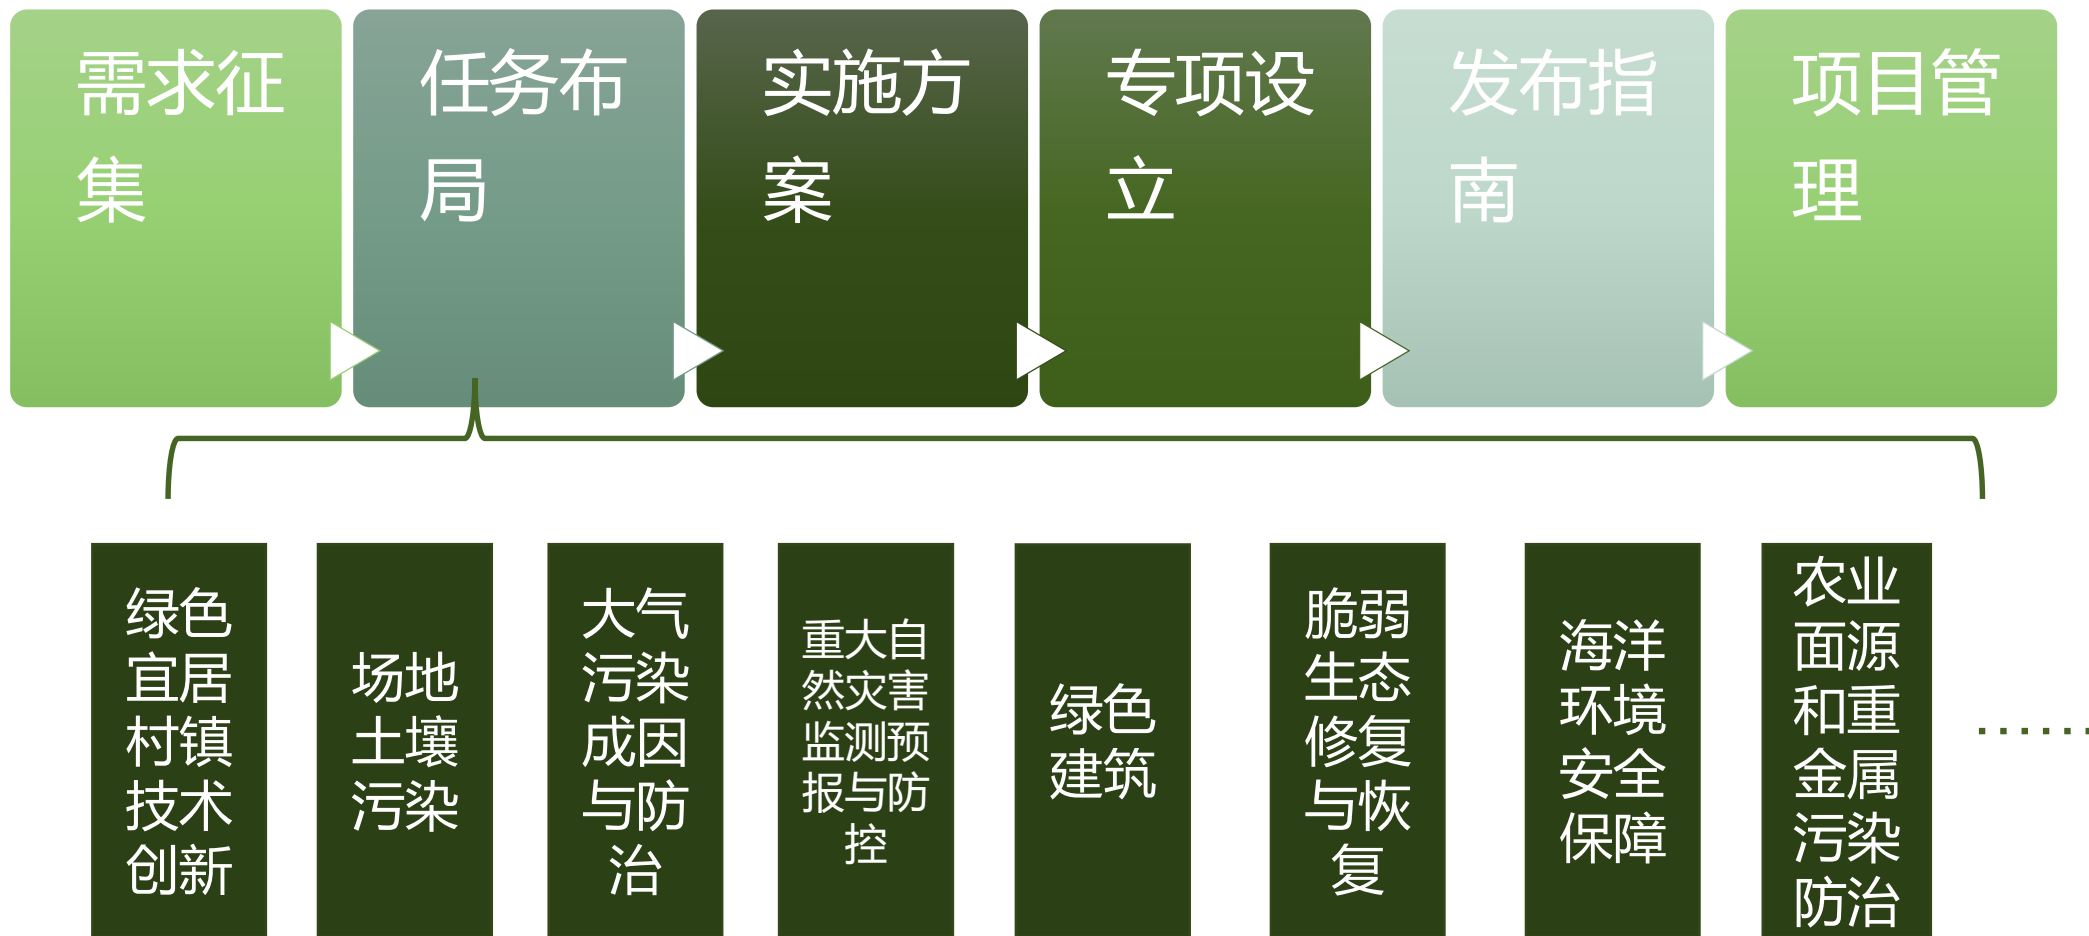 需求征
集
任务布
局
实施方
案
专项设
立
发布指
南
项目管
理
绿色
宜居
村镇
技术
创新
场地
土壤
污染
大气
污染
成因
与防
治
重大自
然灾害
监测预
报与防
控
绿色
建筑
脆弱
生态
修复
与恢
复
海洋
环境
安全
保障
农业
面源
和重
金属
污染
防治